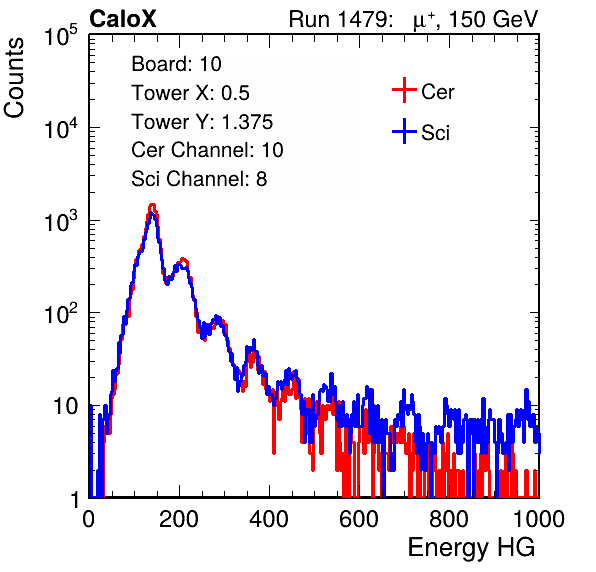 CaloX Run 1479: μ⁺, 150 GeV
Counts
10⁵
10⁴
10³
10²
10
1
Board: 10
Tower X: 0.5
Tower Y: 1.375
Cer Channel: 10
Sci Channel: 8
Cer
Sci
0 200 400 600 800 1000
Energy HG